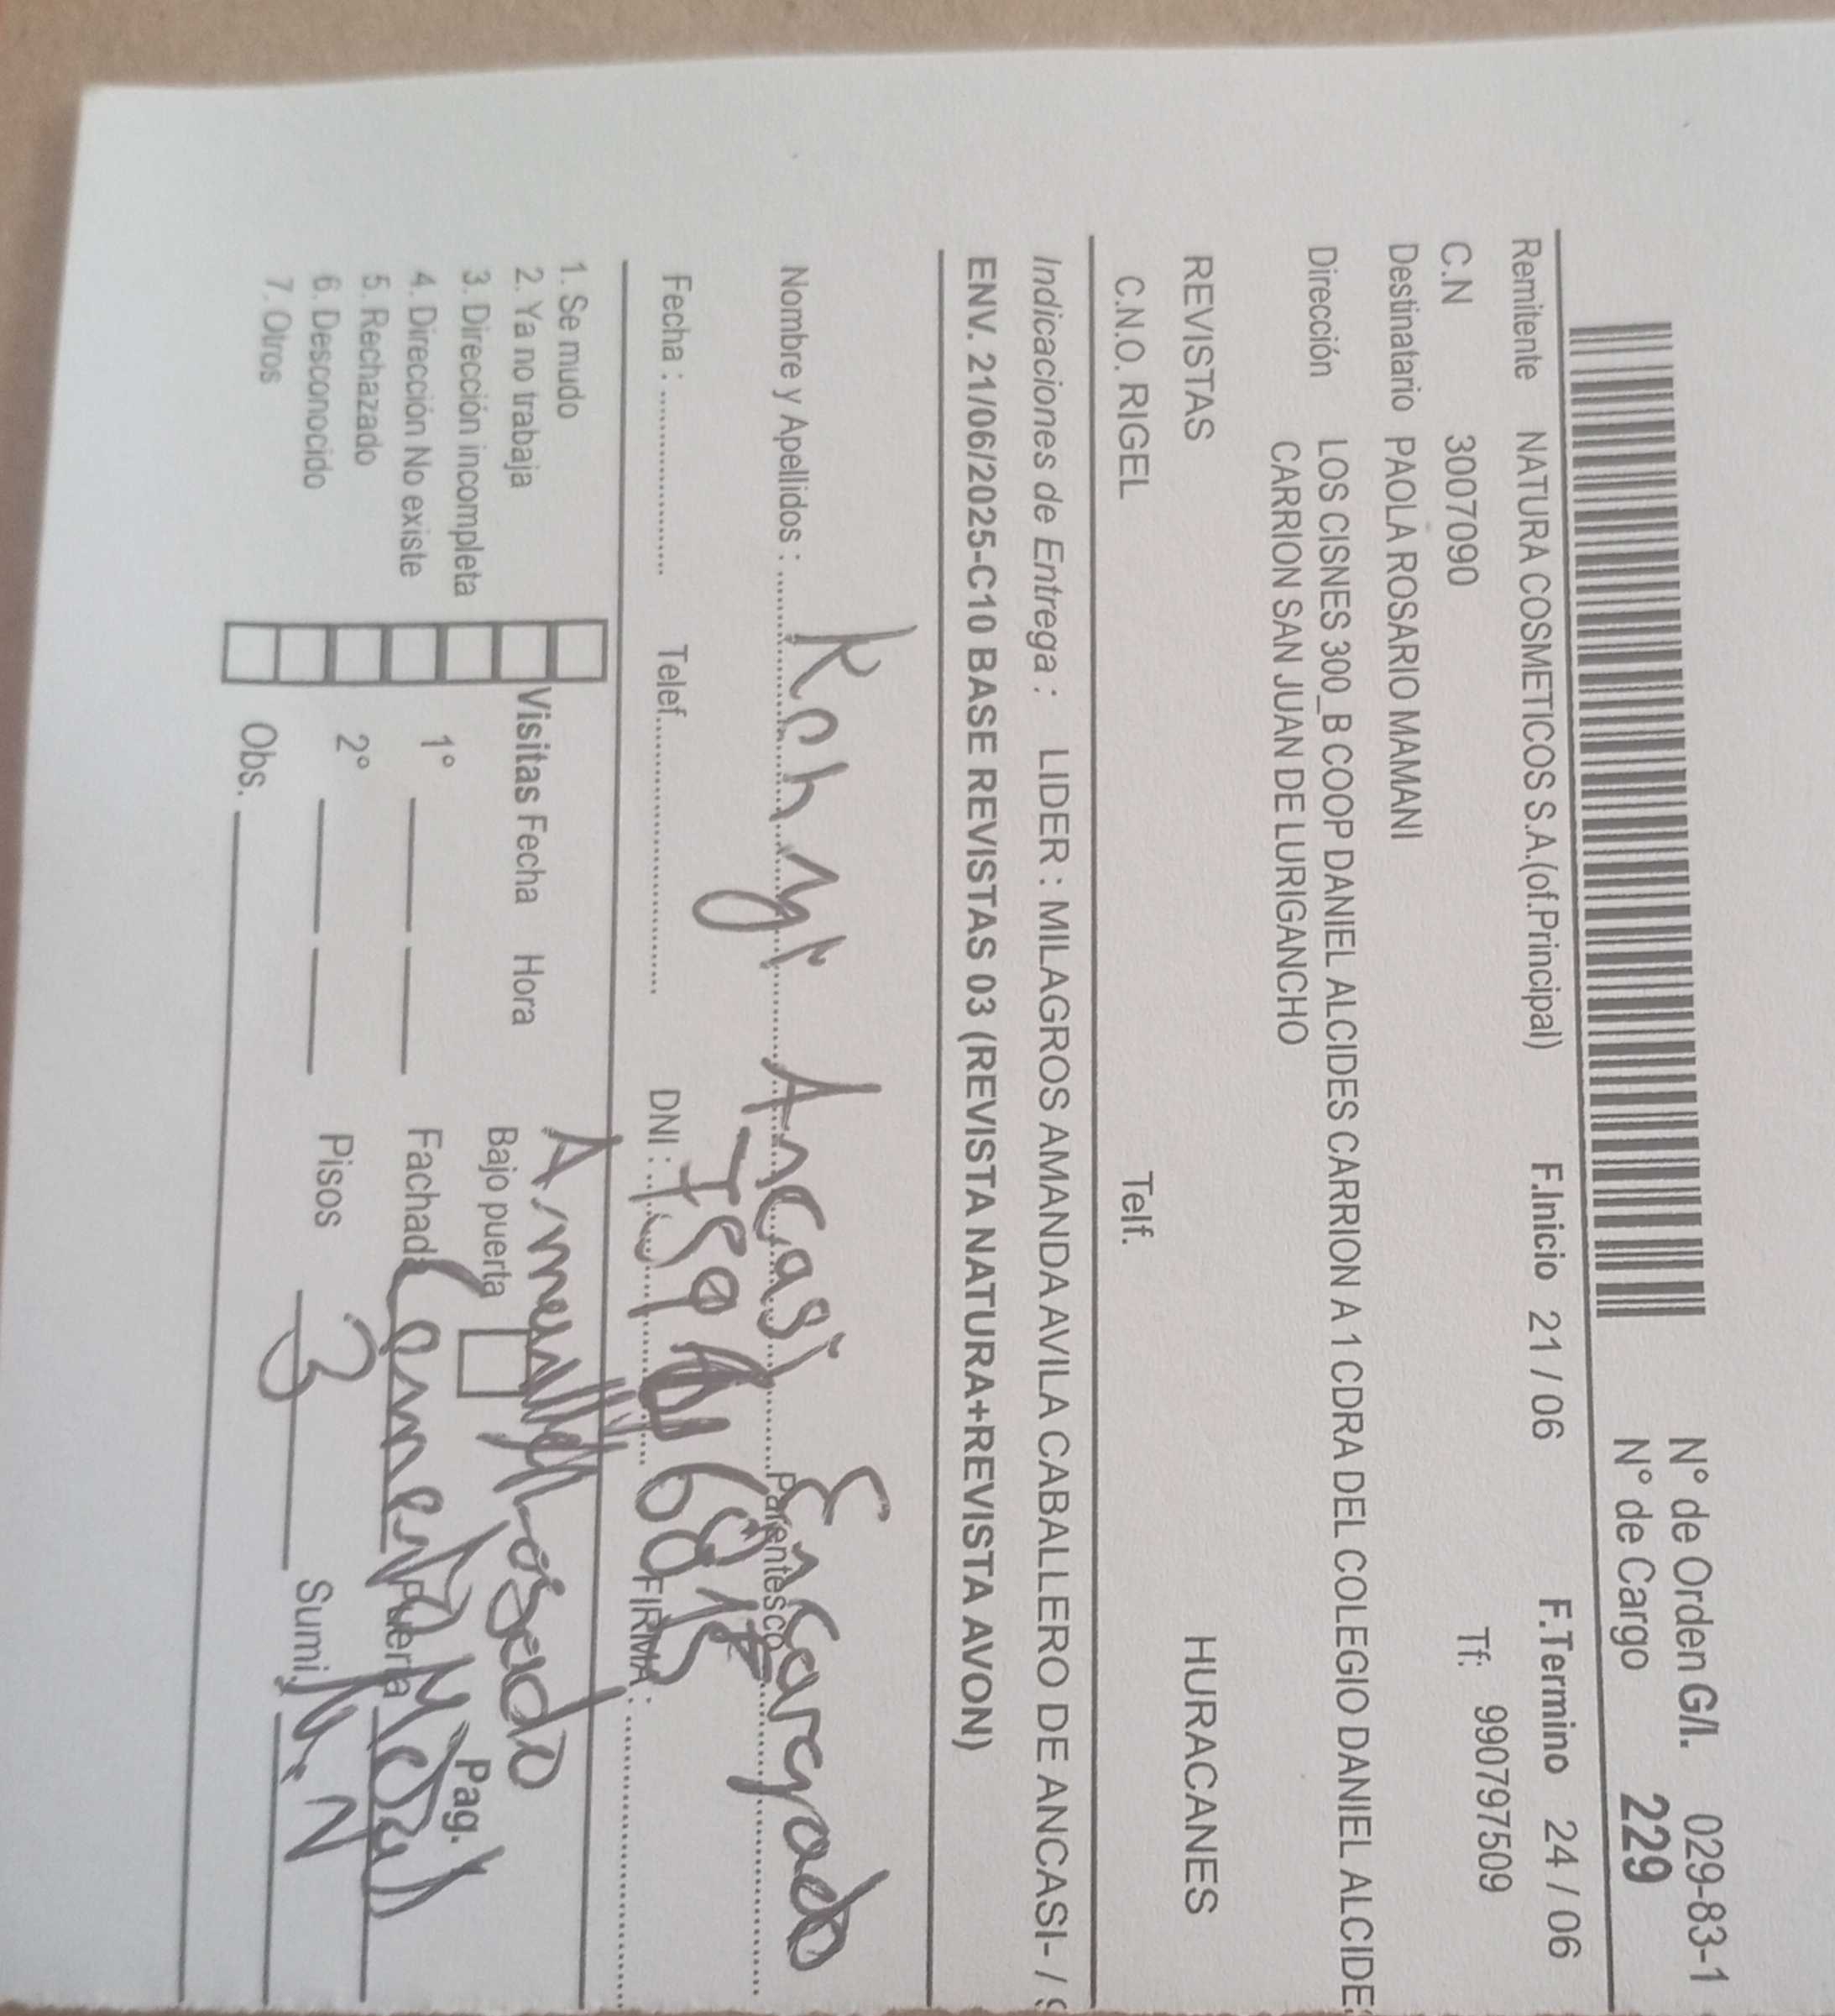 N° de Orden G/I. 029-83-1
N° de Cargo 229
Remitente NATURA COSMETICOS S.A.(of.Principal) F.Inicio 21 / 06 F.Termino 24 / 06
C.N 3007090 Tf: 990797509
Destinatario PAOLA ROSARIO MAMANI
Dirección LOS CISNES 300_B COOP DANIEL ALCIDES CARRION A 1 CDRA DEL COLEGIO DANIEL ALCIDE
CARRION SAN JUAN DE LURIGANCHO
REVISTAS HURACANES
C.N.O. RIGEL Telf.
Indicaciones de Entrega : LIDER : MILAGROS AMANDA AVILA CABALLERO DE ANCASI- /
ENV. 21/06/2025-C10 BASE REVISTAS 03 (REVISTA NATURA+REVISTA AVON)
Nombre y Apellidos : Kenyi Ancasi Parentesco Encargado
Fecha : Telef. DNI : FIRMA :
1. Se mudo
2. Ya no trabaja Visitas Fecha Hora Bajo puerta Pag.
3. Dirección incompleta
4. Dirección No existe 1° Fachada Puerta
5. Rechazado
6. Desconocido 2° Pisos 3 Sumi. N
7. Otros Obs.